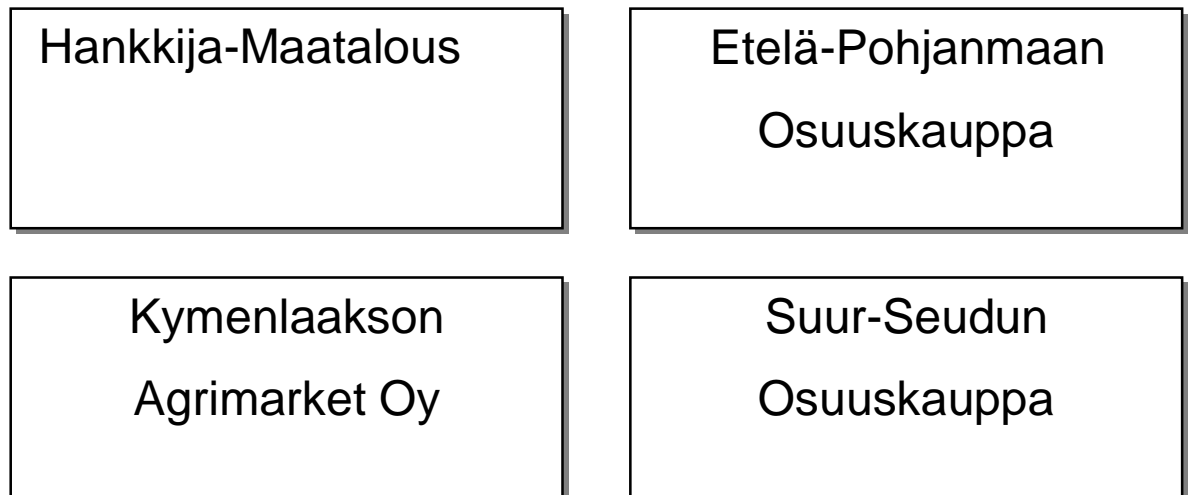 Hankkija-Maatalous
Etelä-Pohjanmaan
Osuuskauppa
Kymenlaakson
Agrimarket Oy
Suur-Seudun
Osuuskauppa